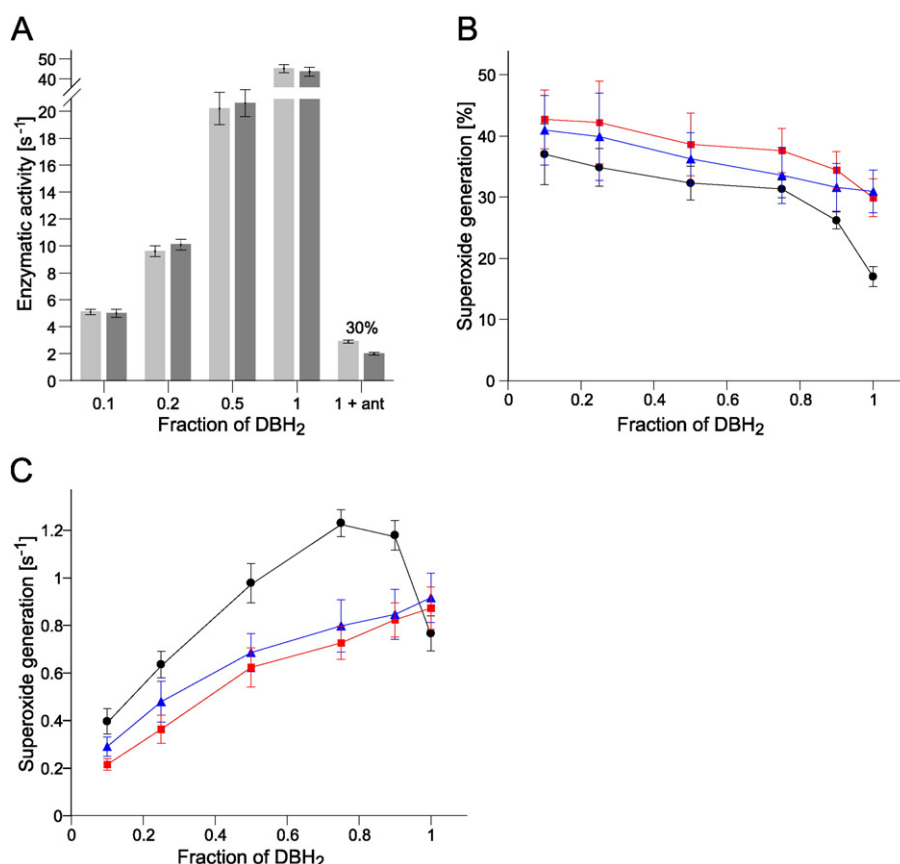 A
Enzymatic activity [s⁻¹]
50
40
20
18
16
14
12
10
8
6
4
2
0
30%
0.1 0.2 0.5 1 1 + ant
Fraction of DBH₂
B
Superoxide generation [%]
50
40
30
20
10
0
0 0.2 0.4 0.6 0.8 1
Fraction of DBH₂
C
Superoxide generation [s⁻¹]
1.2
1
0.8
0.6
0.4
0.2
0
0 0.2 0.4 0.6 0.8 1
Fraction of DBH₂